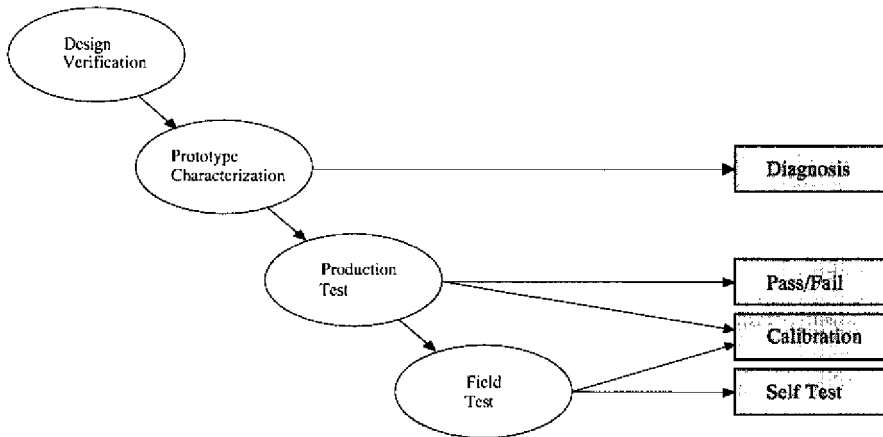 Design
Verification
Prototype
Characterization
Diagnosis
Production
Test
Pass/Fail
Calibration
Field
Test
Self Test